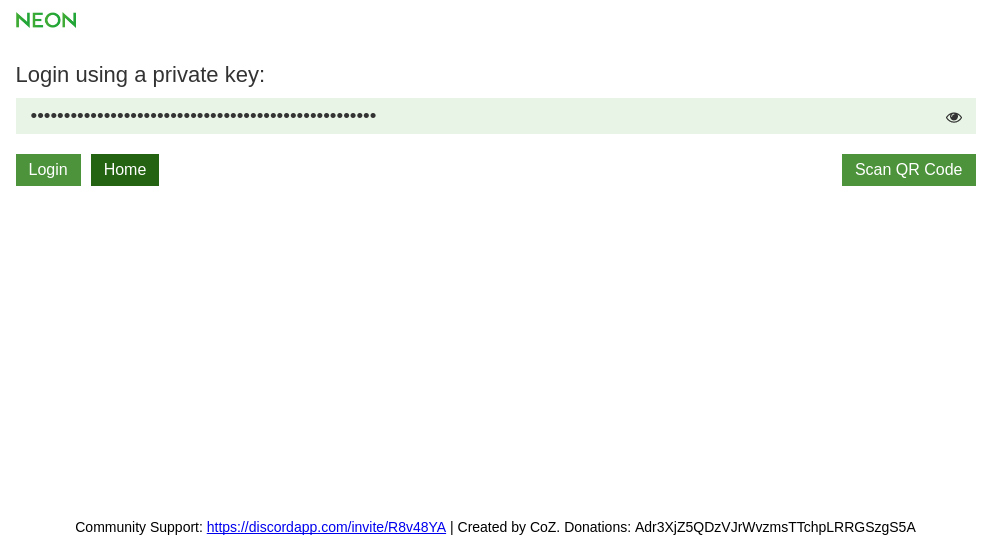 NEON
Login using a private key:
••••••••••••••••••••••••••••••••••••••••••••••••••••
Login Home Scan QR Code
Community Support: https://discordapp.com/invite/R8v48YA | Created by CoZ. Donations: Adr3XjZ5QDzVJrWvzmsTTchpLRRGSzgS5A